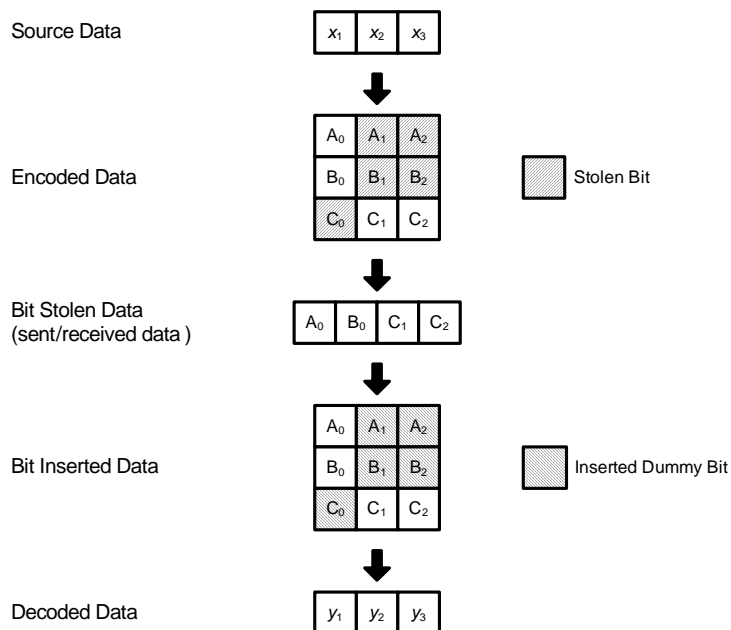 Source Data
x₁ x₂ x₃
A₀ A₁ A₂
Encoded Data
B₀ B₁ B₂
Stolen Bit
C₀ C₁ C₂
Bit Stolen Data
(sent/received data )
A₀ B₀ C₁ C₂
A₀ A₁ A₂
Bit Inserted Data
B₀ B₁ B₂
Inserted Dummy Bit
C₀ C₁ C₂
Decoded Data
y₁ y₂ y₃